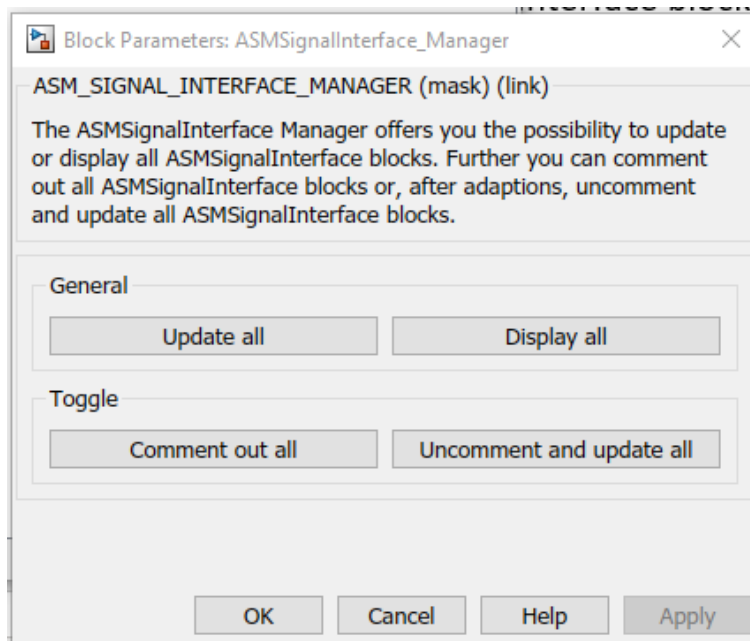 Interface block
Block Parameters: ASMSignalInterface_Manager
ASM_SIGNAL_INTERFACE_MANAGER (mask) (link)
The ASMSignalInterface Manager offers you the possibility to update
or display all ASMSignalInterface blocks. Further you can comment
out all ASMSignalInterface blocks or, after adaptions, uncomment
and update all ASMSignalInterface blocks.
General
Update all Display all
Toggle
Comment out all Uncomment and update all
OK Cancel Help Apply